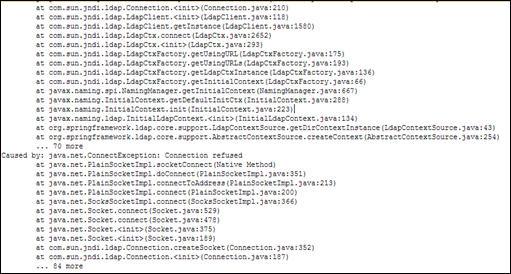 at com.sun.jndi.ldap.Connection.<init>(Connection.java:210)
at com.sun.jndi.ldap.LdapClient.<init>(LdapClient.java:118)
at com.sun.jndi.ldap.LdapClient.getInstance(LdapClient.java:1580)
at com.sun.jndi.ldap.LdapCtx.connect(LdapCtx.java:2652)
at com.sun.jndi.ldap.LdapCtx.<init>(LdapCtx.java:293)
at com.sun.jndi.ldap.LdapCtxFactory.getUsingURL(LdapCtxFactory.java:175)
at com.sun.jndi.ldap.LdapCtxFactory.getUsingURLs(LdapCtxFactory.java:193)
at com.sun.jndi.ldap.LdapCtxFactory.getLdapCtxInstance(LdapCtxFactory.java:136)
at com.sun.jndi.ldap.LdapCtxFactory.getInitialContext(LdapCtxFactory.java:66)
at javax.naming.spi.NamingManager.getInitialContext(NamingManager.java:667)
at javax.naming.InitialContext.getDefaultInitCtx(InitialContext.java:288)
at javax.naming.InitialContext.init(InitialContext.java:223)
at javax.naming.ldap.InitialLdapContext.<init>(InitialLdapContext.java:134)
at org.springframework.ldap.core.support.LdapContextSource.getDirContextInstance(LdapContextSource.java:43)
at org.springframework.ldap.core.support.AbstractContextSource.createContext(AbstractContextSource.java:254)
... 70 more
Caused by: java.net.ConnectException: Connection refused
at java.net.PlainSocketImpl.socketConnect(Native Method)
at java.net.PlainSocketImpl.doConnect(PlainSocketImpl.java:351)
at java.net.PlainSocketImpl.connectToAddress(PlainSocketImpl.java:213)
at java.net.PlainSocketImpl.connect(PlainSocketImpl.java:200)
at java.net.SocksSocketImpl.connect(SocksSocketImpl.java:366)
at java.net.Socket.connect(Socket.java:529)
at java.net.Socket.connect(Socket.java:478)
at java.net.Socket.<init>(Socket.java:375)
at java.net.Socket.<init>(Socket.java:189)
at com.sun.jndi.ldap.Connection.createSocket(Connection.java:352)
at com.sun.jndi.ldap.Connection.<init>(Connection.java:187)
... 84 more